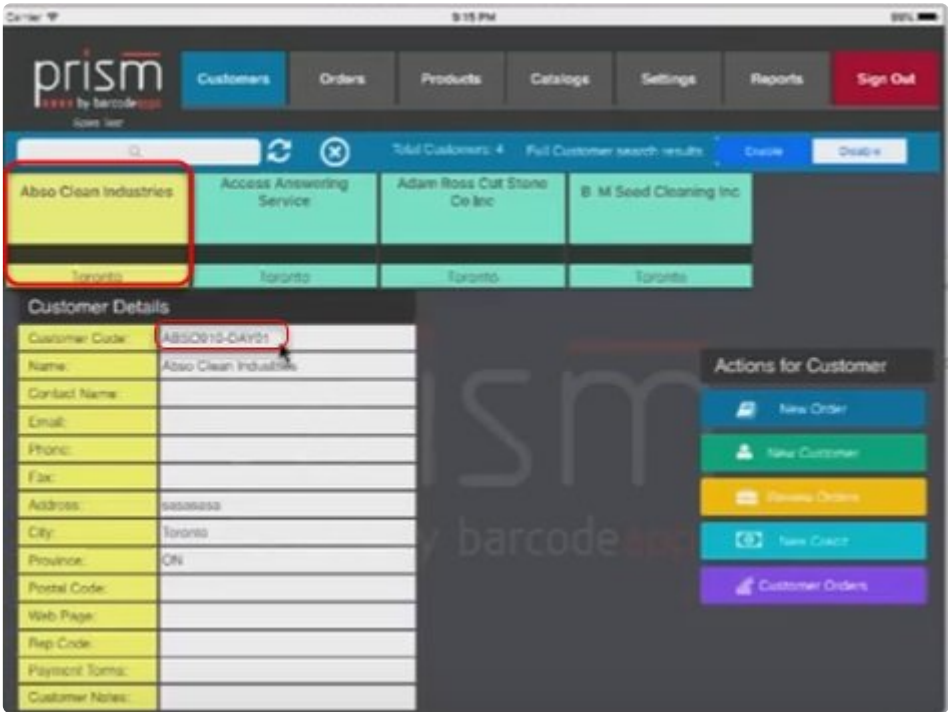 Carrier 9:15 PM
prism
by barcodeapps
Customers Orders Products Catalogs Settings Reports Sign Out
Total Customers: 4 Full Customer search results Enable Disable
Abso Clean Industries
Toronto
Access Answering
Service
Toronto
Adam Ross Cut Stone
Co Inc
Toronto
B M Seed Cleaning Inc
Toronto
Customer Details
Customer Code: ABSO910-DAY01
Name: Abso Clean Industries
Contact Name:
Email:
Phone:
Fax:
Address: sasasasa
City: Toronto
Province: ON
Postal Code:
Web Page:
Rep Code:
Payment Terms:
Customer Notes:
Actions for Customer
New Order
New Customer
Review Orders
New Credit
Customer Orders
prism
by barcodeapps